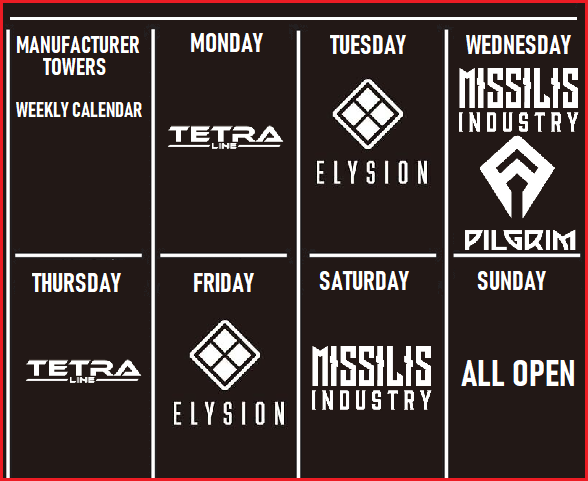 MANUFACTURER
TOWERS
WEEKLY CALENDAR
MONDAY
TETRA
LINE
TUESDAY
ELYSION
WEDNESDAY
MISSILIS
INDUSTRY
PILGRIM
THURSDAY
TETRA
LINE
FRIDAY
ELYSION
SATURDAY
MISSILIS
INDUSTRY
SUNDAY
ALL OPEN